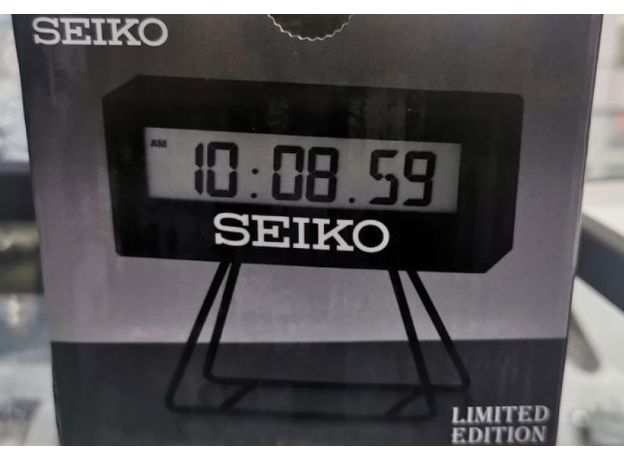 SEIKO
AM 10:08.59
SEIKO
LIMITED
EDITION